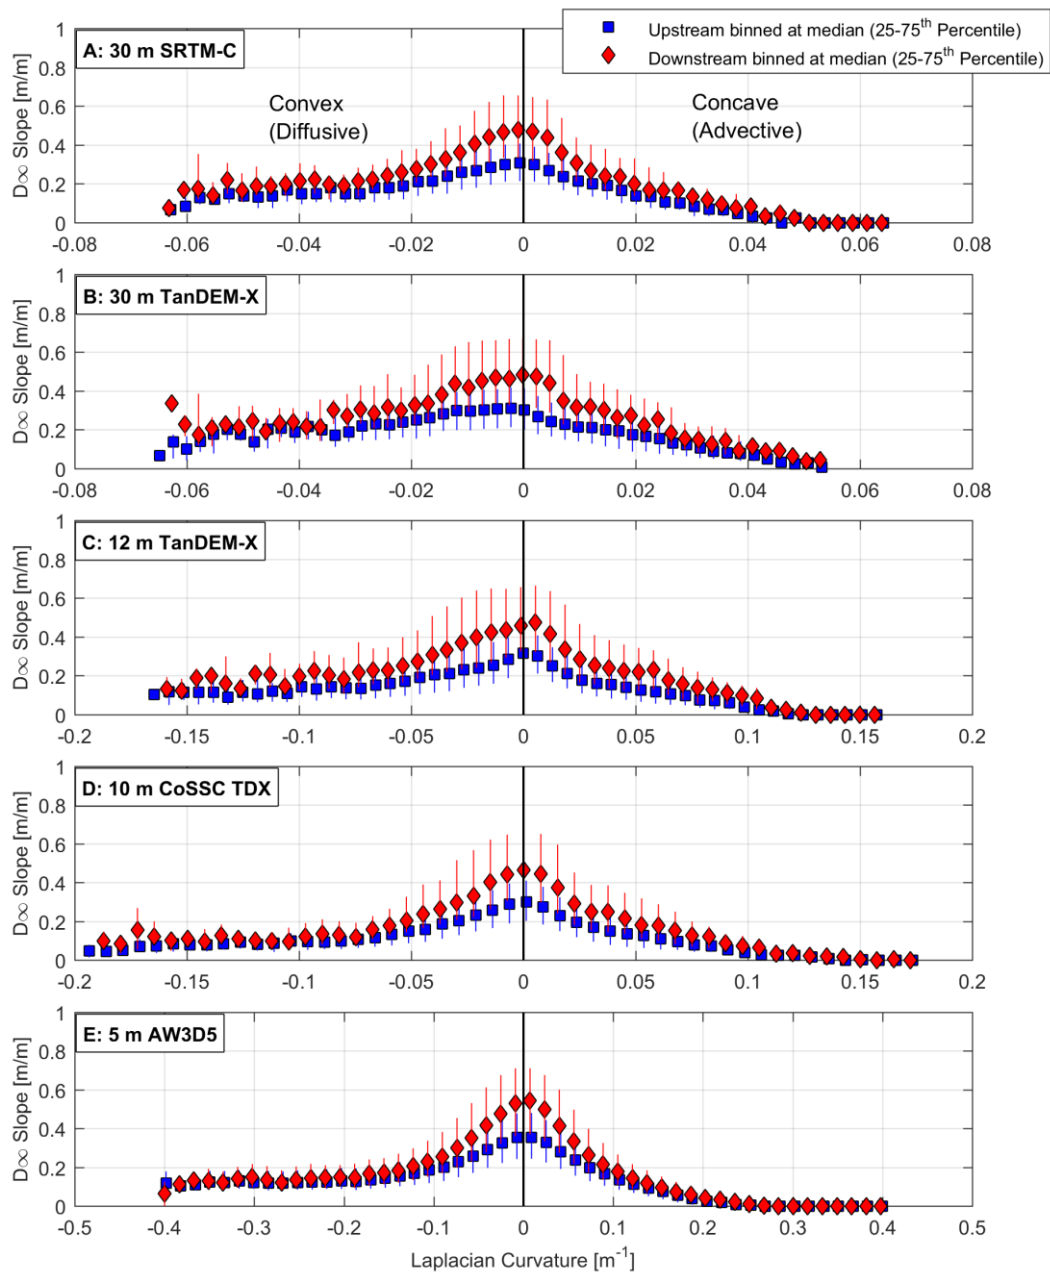 Upstream binned at median (25-75th Percentile)
Downstream binned at median (25-75th Percentile)
A: 30 m SRTM-C
Convex
(Diffusive)
Concave
(Advective)
D∞ Slope [m/m]
1
0.8
0.6
0.4
0.2
0
-0.08 -0.06 -0.04 -0.02 0 0.02 0.04 0.06 0.08
B: 30 m TanDEM-X
D∞ Slope [m/m]
1
0.8
0.6
0.4
0.2
0
-0.08 -0.06 -0.04 -0.02 0 0.02 0.04 0.06 0.08
C: 12 m TanDEM-X
D∞ Slope [m/m]
1
0.8
0.6
0.4
0.2
0
-0.2 -0.15 -0.1 -0.05 0 0.05 0.1 0.15 0.2
D: 10 m CoSSC TDX
D∞ Slope [m/m]
1
0.8
0.6
0.4
0.2
0
-0.2 -0.15 -0.1 -0.05 0 0.05 0.1 0.15 0.2
E: 5 m AW3D5
D∞ Slope [m/m]
1
0.8
0.6
0.4
0.2
0
-0.5 -0.4 -0.3 -0.2 -0.1 0 0.1 0.2 0.3 0.4 0.5
Laplacian Curvature [m-1]